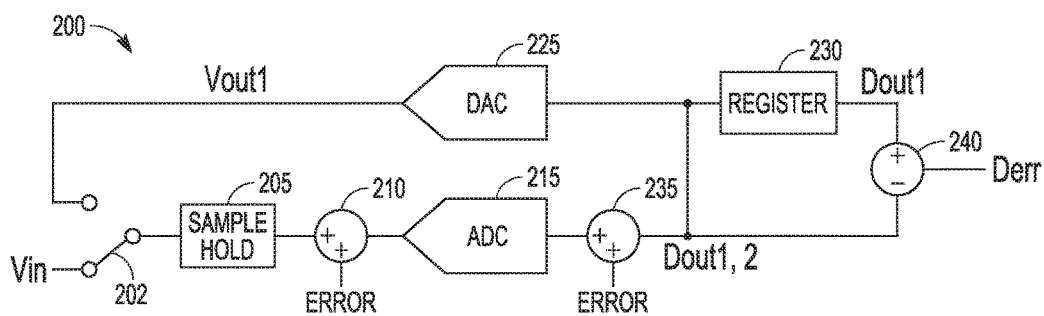 200
225
230
Vout1
DAC
REGISTER
Dout1
240
+
−
Derr
205
210
215
235
SAMPLE
HOLD
+
+
ADC
+
+
Vin
202
ERROR
ERROR
Dout1, 2